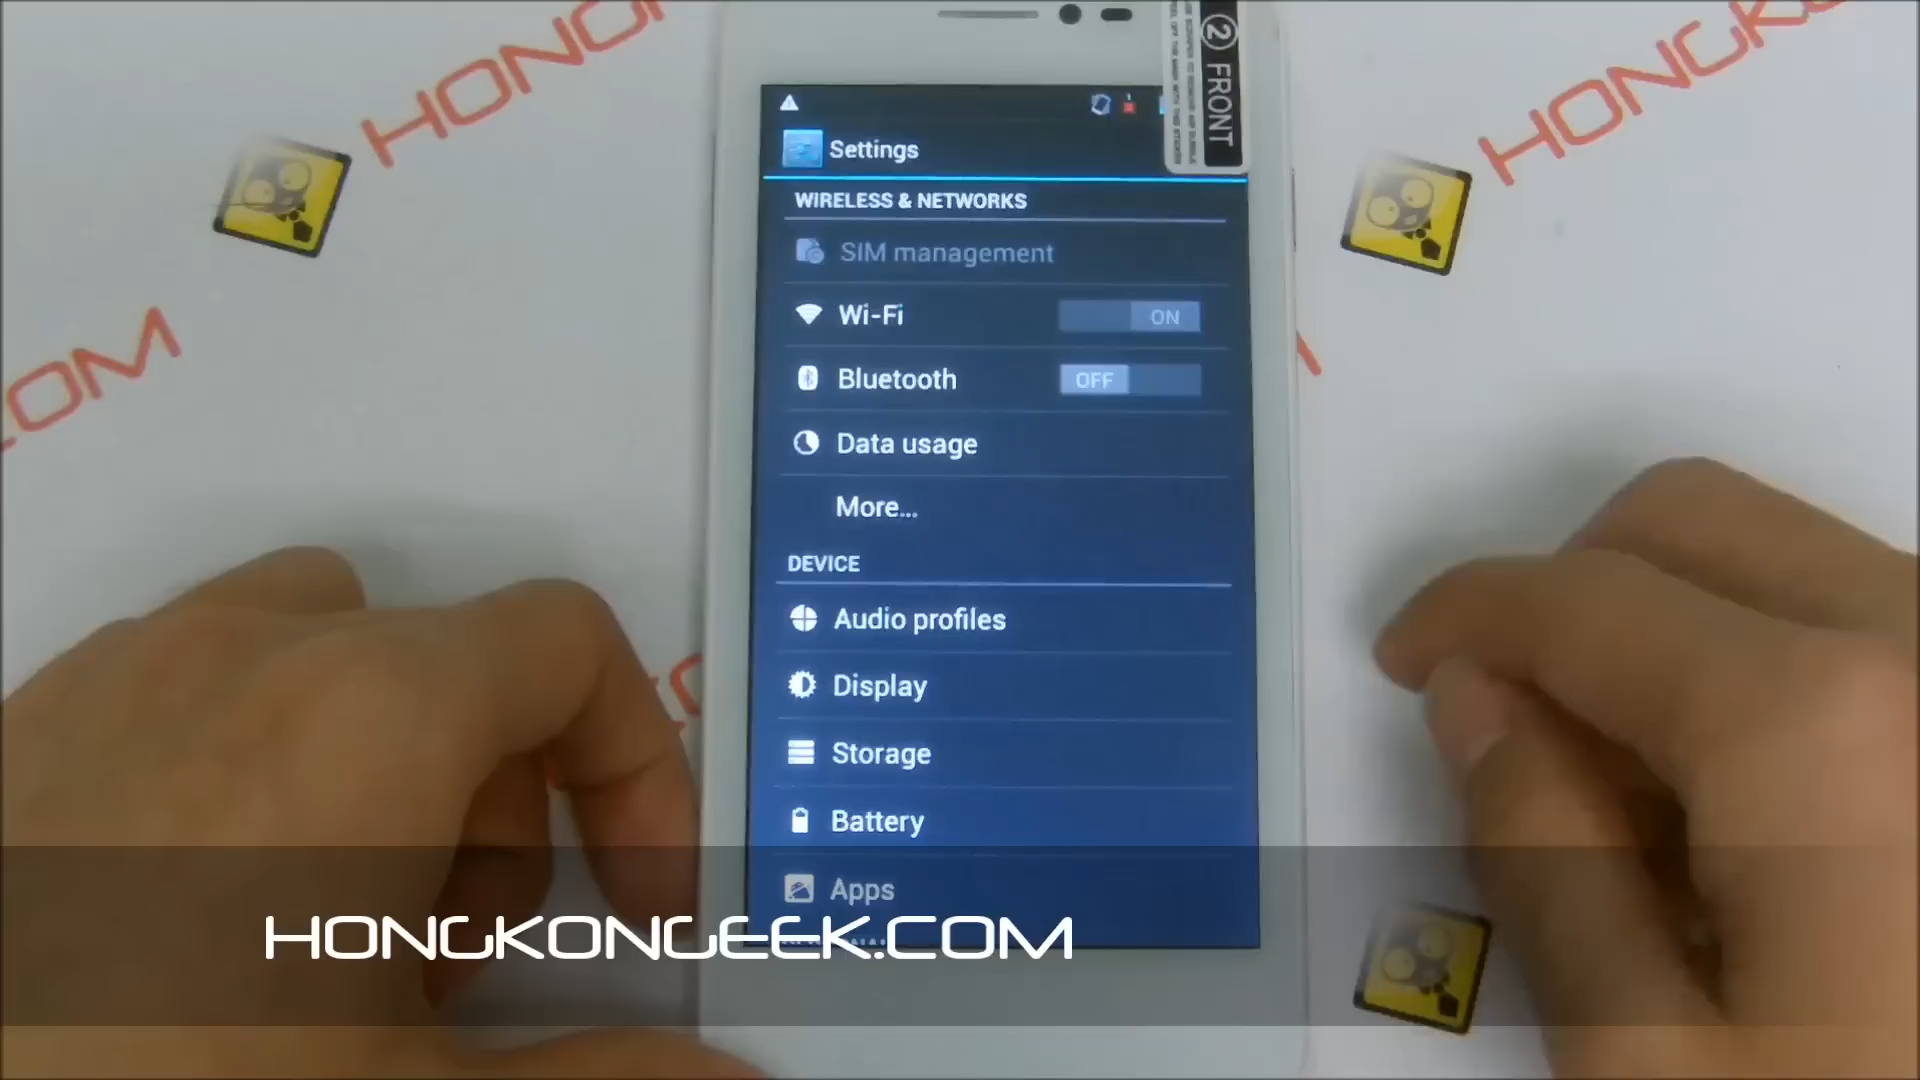 HONGK
HONGKO
② FRONT
Settings
WIRELESS & NETWORKS
SIM management
Wi-Fi ON
Bluetooth OFF
COM
Data usage
More...
DEVICE
Audio profiles
Display
Storage
Battery
Apps
HONGKONGEEK.COM